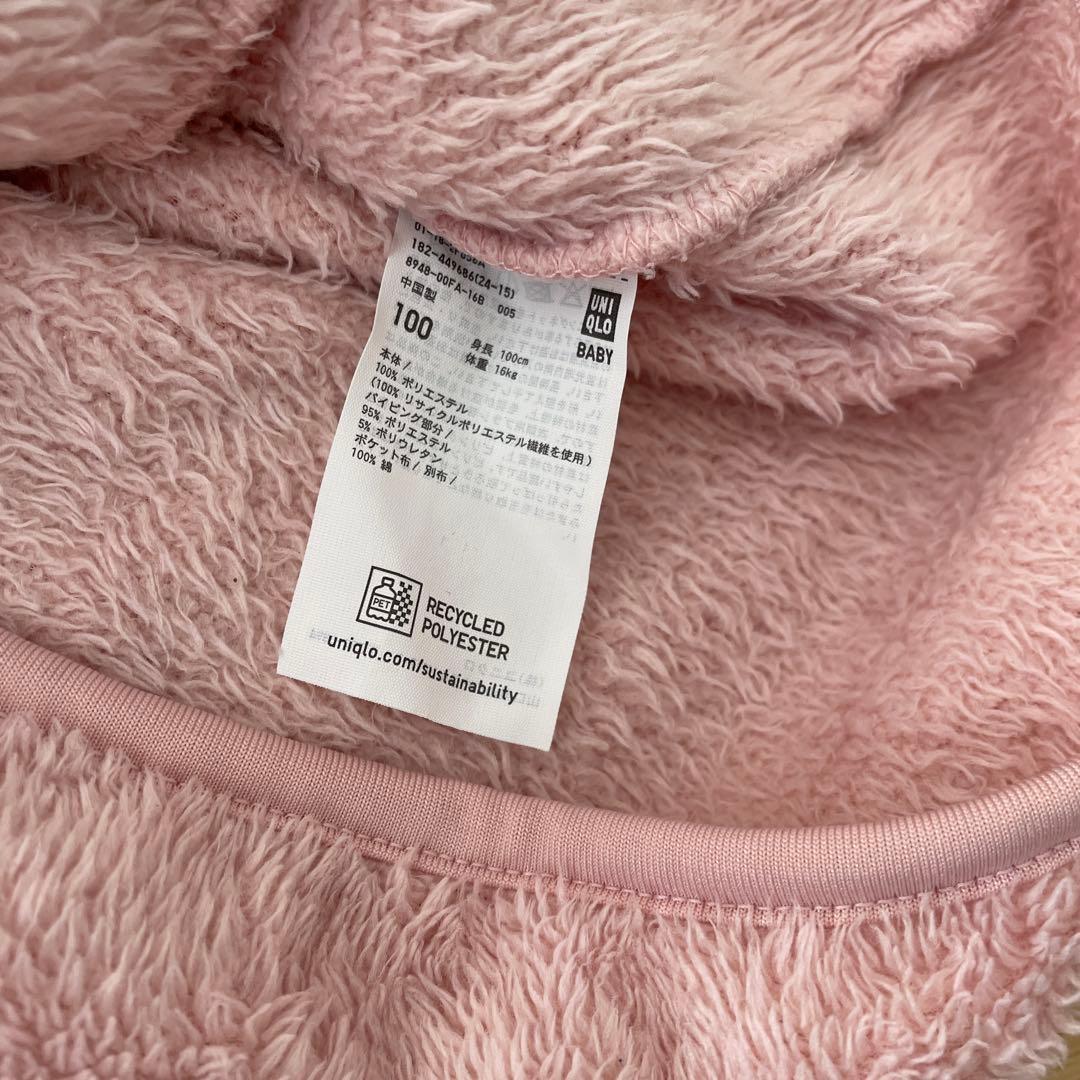 182-449686(24-15)
8948-00FA-16B 005
中国製
UNI
QLO
BABY
100
身長 100cm
体重 16kg
本体 /
100% ポリエステル
(100% リサイクルポリエステル繊維を使用)
パイピング部分 /
95% ポリエステル
5% ポリウレタン
ポケット布 / 別布 /
100% 綿
PET
RECYCLED
POLYESTER
uniqlo.com/sustainability